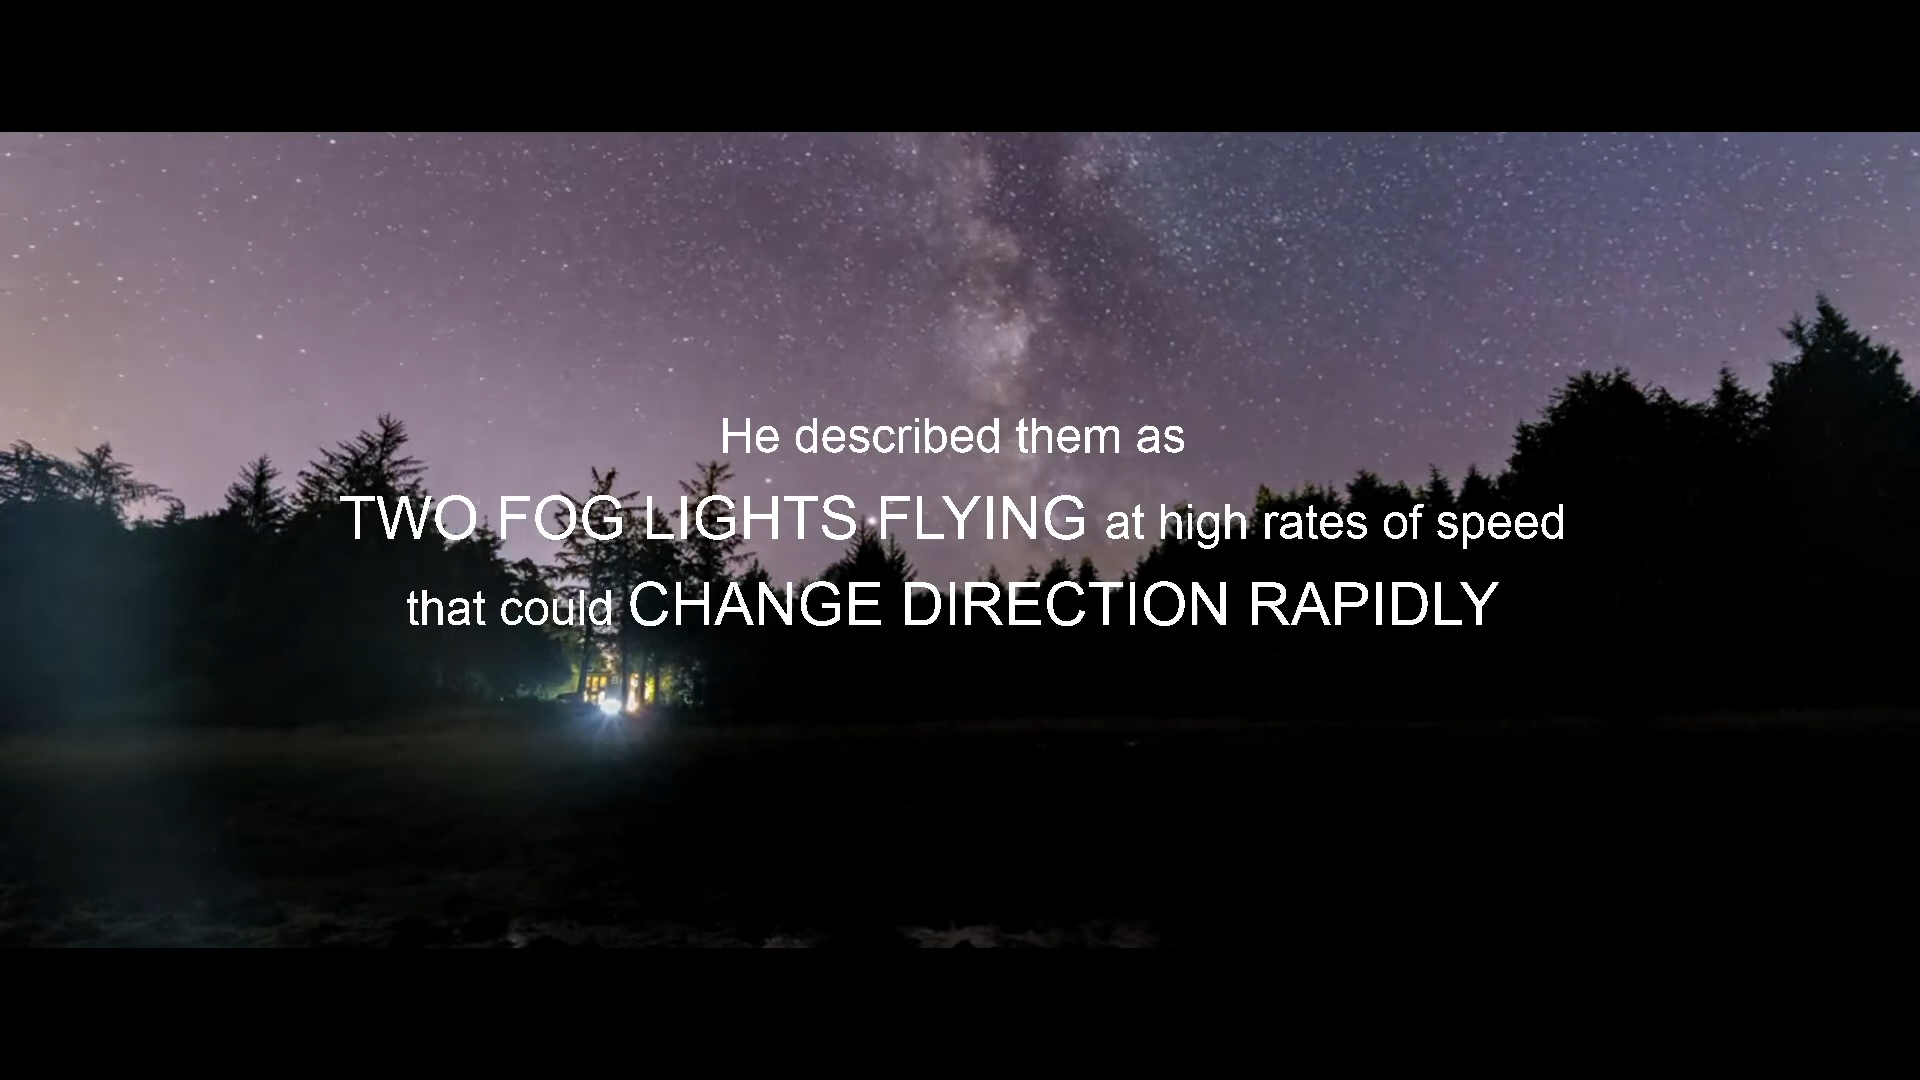 He described them as
TWO FOG LIGHTS FLYING at high rates of speed
that could CHANGE DIRECTION RAPIDLY